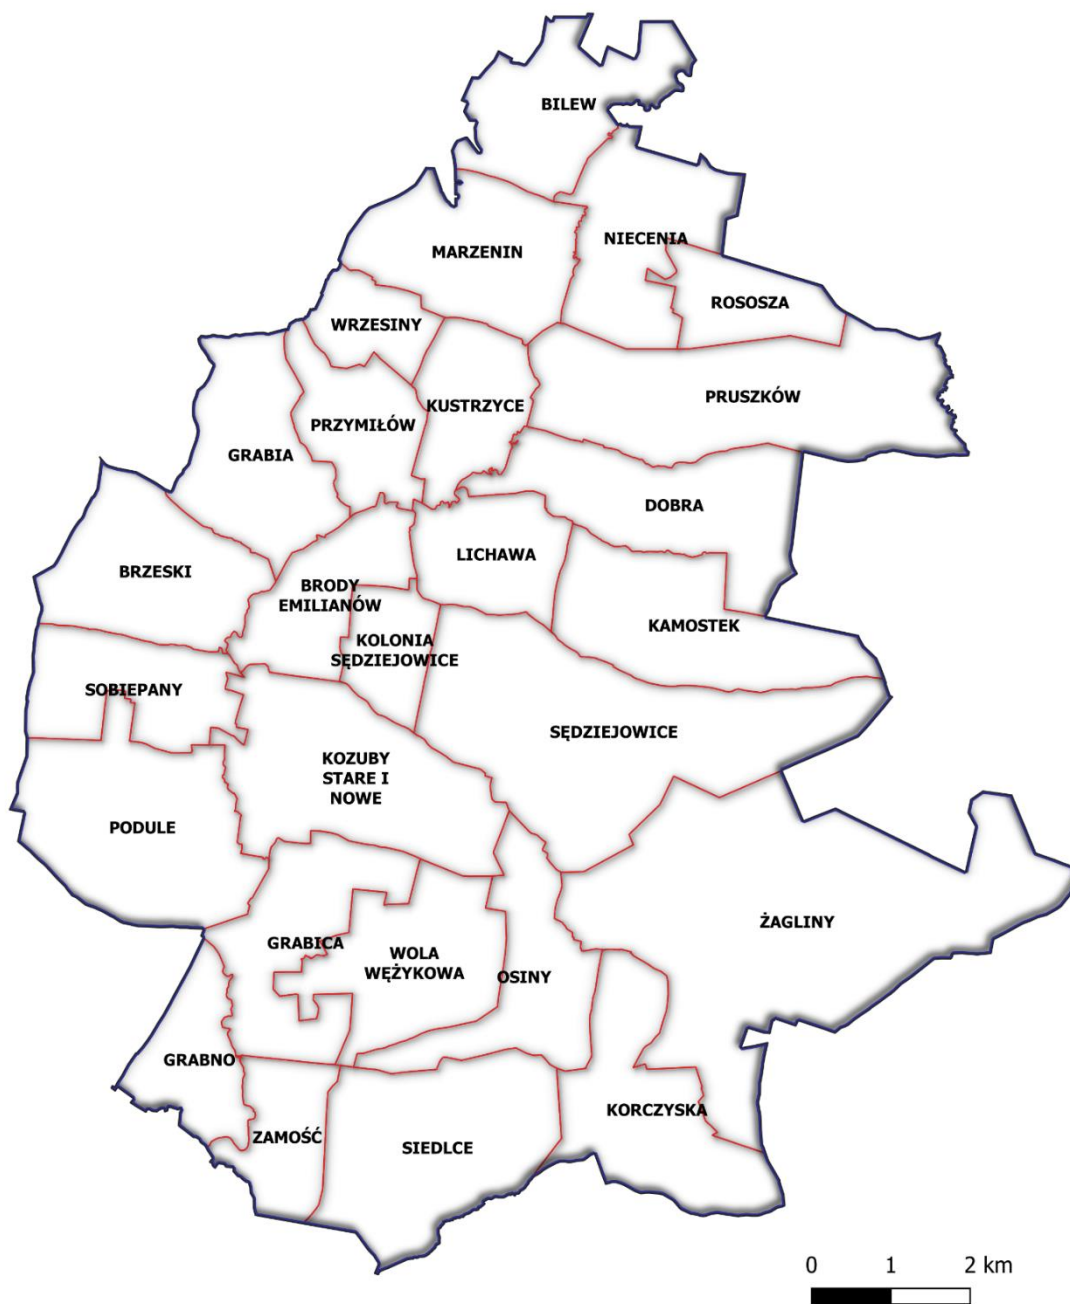 BILEW
MARZENIN
NIECENIA
ROSOSZA
WRZESINY
PRUSZKÓW
KUSTRZYCE
PRZYMIŁÓW
GRABIA
DOBRA
LICHAWA
BRZESKI
BRODY
EMILIANÓW
KAMOSTEK
KOLONIA
SĘDZIEJOWICE
SOBIEPANY
SĘDZIEJOWICE
KOZUBY
STARE I
NOWE
PODULE
ŻAGLINY
GRABICA
WOLA
WĘŻYKOWA
OSINY
GRABNO
KORCZYSKA
ZAMOŚĆ
SIEDLCE
0 1 2 km